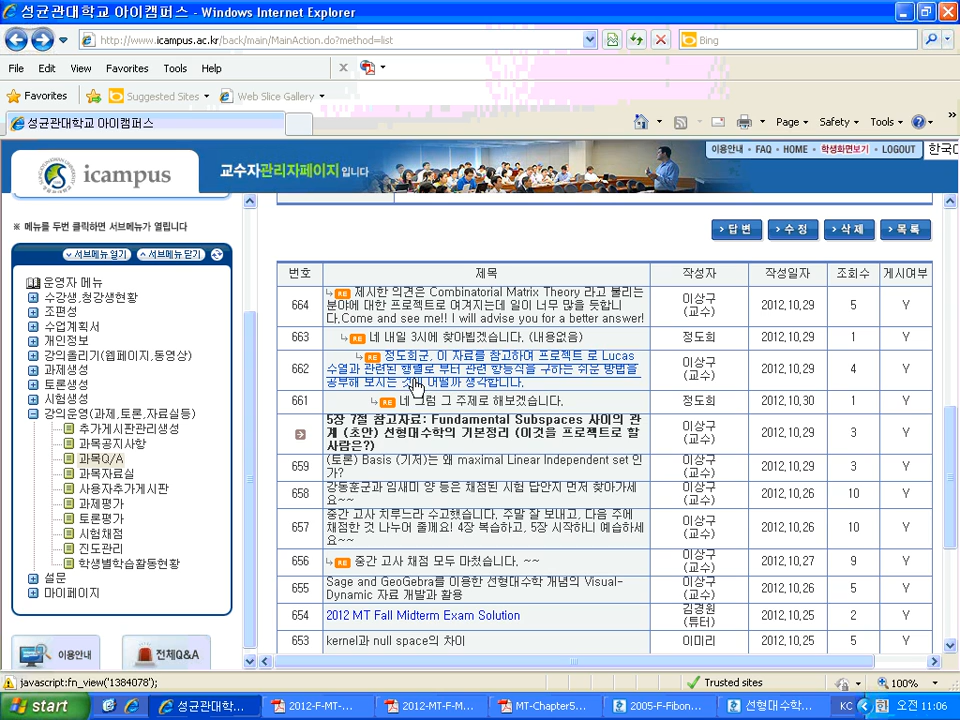 성균관대학교 아이캠퍼스 - Windows Internet Explorer
http://www.icampus.ac.kr/back/main/MainAction.do?method=list
Bing
File Edit View Favorites Tools Help
Favorites Suggested Sites Web Slice Gallery
성균관대학교 아이캠퍼스
Page Safety Tools
icampus 교수자관리자페이지입니다
이용안내 FAQ HOME 학생화면보기 LOGOUT
※ 메뉴를 두번 클릭하면 서브메뉴가 열립니다
서브메뉴 열기 서브메뉴 닫기
운영자 메뉴
수강생,청강생현황
조편성
수업계획서
개인정보
강의올리기(웹페이지,동영상)
과제생성
토론생성
시험생성
강의운영(과제,토론,자료실등)
추가게시판관리생성
과목공지사항
과목Q/A
과목자료실
사용자추가게시판
과제평가
토론평가
시험채점
진도관리
학생별학습활동현황
설문
마이페이지
이용안내 전체Q&A
답변 수정 삭제 목록
번호 제목 작성자 작성일자 조회수 게시여부
664 RE 제시한 의견은 Combinatorial Matrix Theory 라고 불리는
분야에 대한 프로젝트로 여겨지는데 일이 너무 많을 듯합니
다.Come and see me!! I will advise you for a better answer! 이상구 (교수) 2012,10,29 5 Y
663 RE 네 내일 3시에 찾아뵙겠습니다. (내용없음) 정도희 2012,10,29 1 Y
662 RE 정도희군, 이 자료를 참고하여 프로젝트 로 Lucas
수열과 관련된 행렬로 부터 관련 항등식을 구하는 쉬운 방법을
공부해 보시는 것이 어떨까 생각합니다. 이상구 (교수) 2012,10,29 4 Y
661 RE 네 그럼 그 주제로 해보겠습니다. 정도희 2012,10,30 1 Y
5장 7절 참고자료: Fundamental Subspaces 사이의 관
계 (초안) 선형대수학의 기본정리 (이것을 프로젝트로 할
사람은?) 이상구 (교수) 2012,10,29 3 Y
659 (토론) Basis (기저)는 왜 maximal Linear Independent set 인
가? 이상구 (교수) 2012,10,29 3 Y
658 강동훈군과 임새미 양 등은 채점된 시험 답안지 먼저 찾아가세
요~~ 이상구 (교수) 2012,10,26 10 Y
657 중간 고사 치루느라 수고했습니다. 주말 잘 보내고, 다음 주에
채점한 것 나누어 줄께요! 4장 복습하고, 5장 시작하니 예습하세
요~~ 이상구 (교수) 2012,10,26 10 Y
656 RE 중간 고사 채점 모두 마쳤습니다. ~~ 이상구 (교수) 2012,10,27 9 Y
655 Sage and GeoGebra를 이용한 선형대수학 개념의 Visual-
Dynamic 자료 개발과 활용 이상구 (교수) 2012,10,26 5 Y
654 2012 MT Fall Midterm Exam Solution 김경원 (튜터) 2012,10,25 2 Y
653 kernel과 null space의 차이 이미리 2012,10,25 5 Y
javascript:fn_view('1384078'); Trusted sites 100%
start 성균관대학... 2012-F-MT-... 2012-MT-F-M... MT-Chapter5... 2005-F-Fibon... 선형대수학... KC 오전 11:06